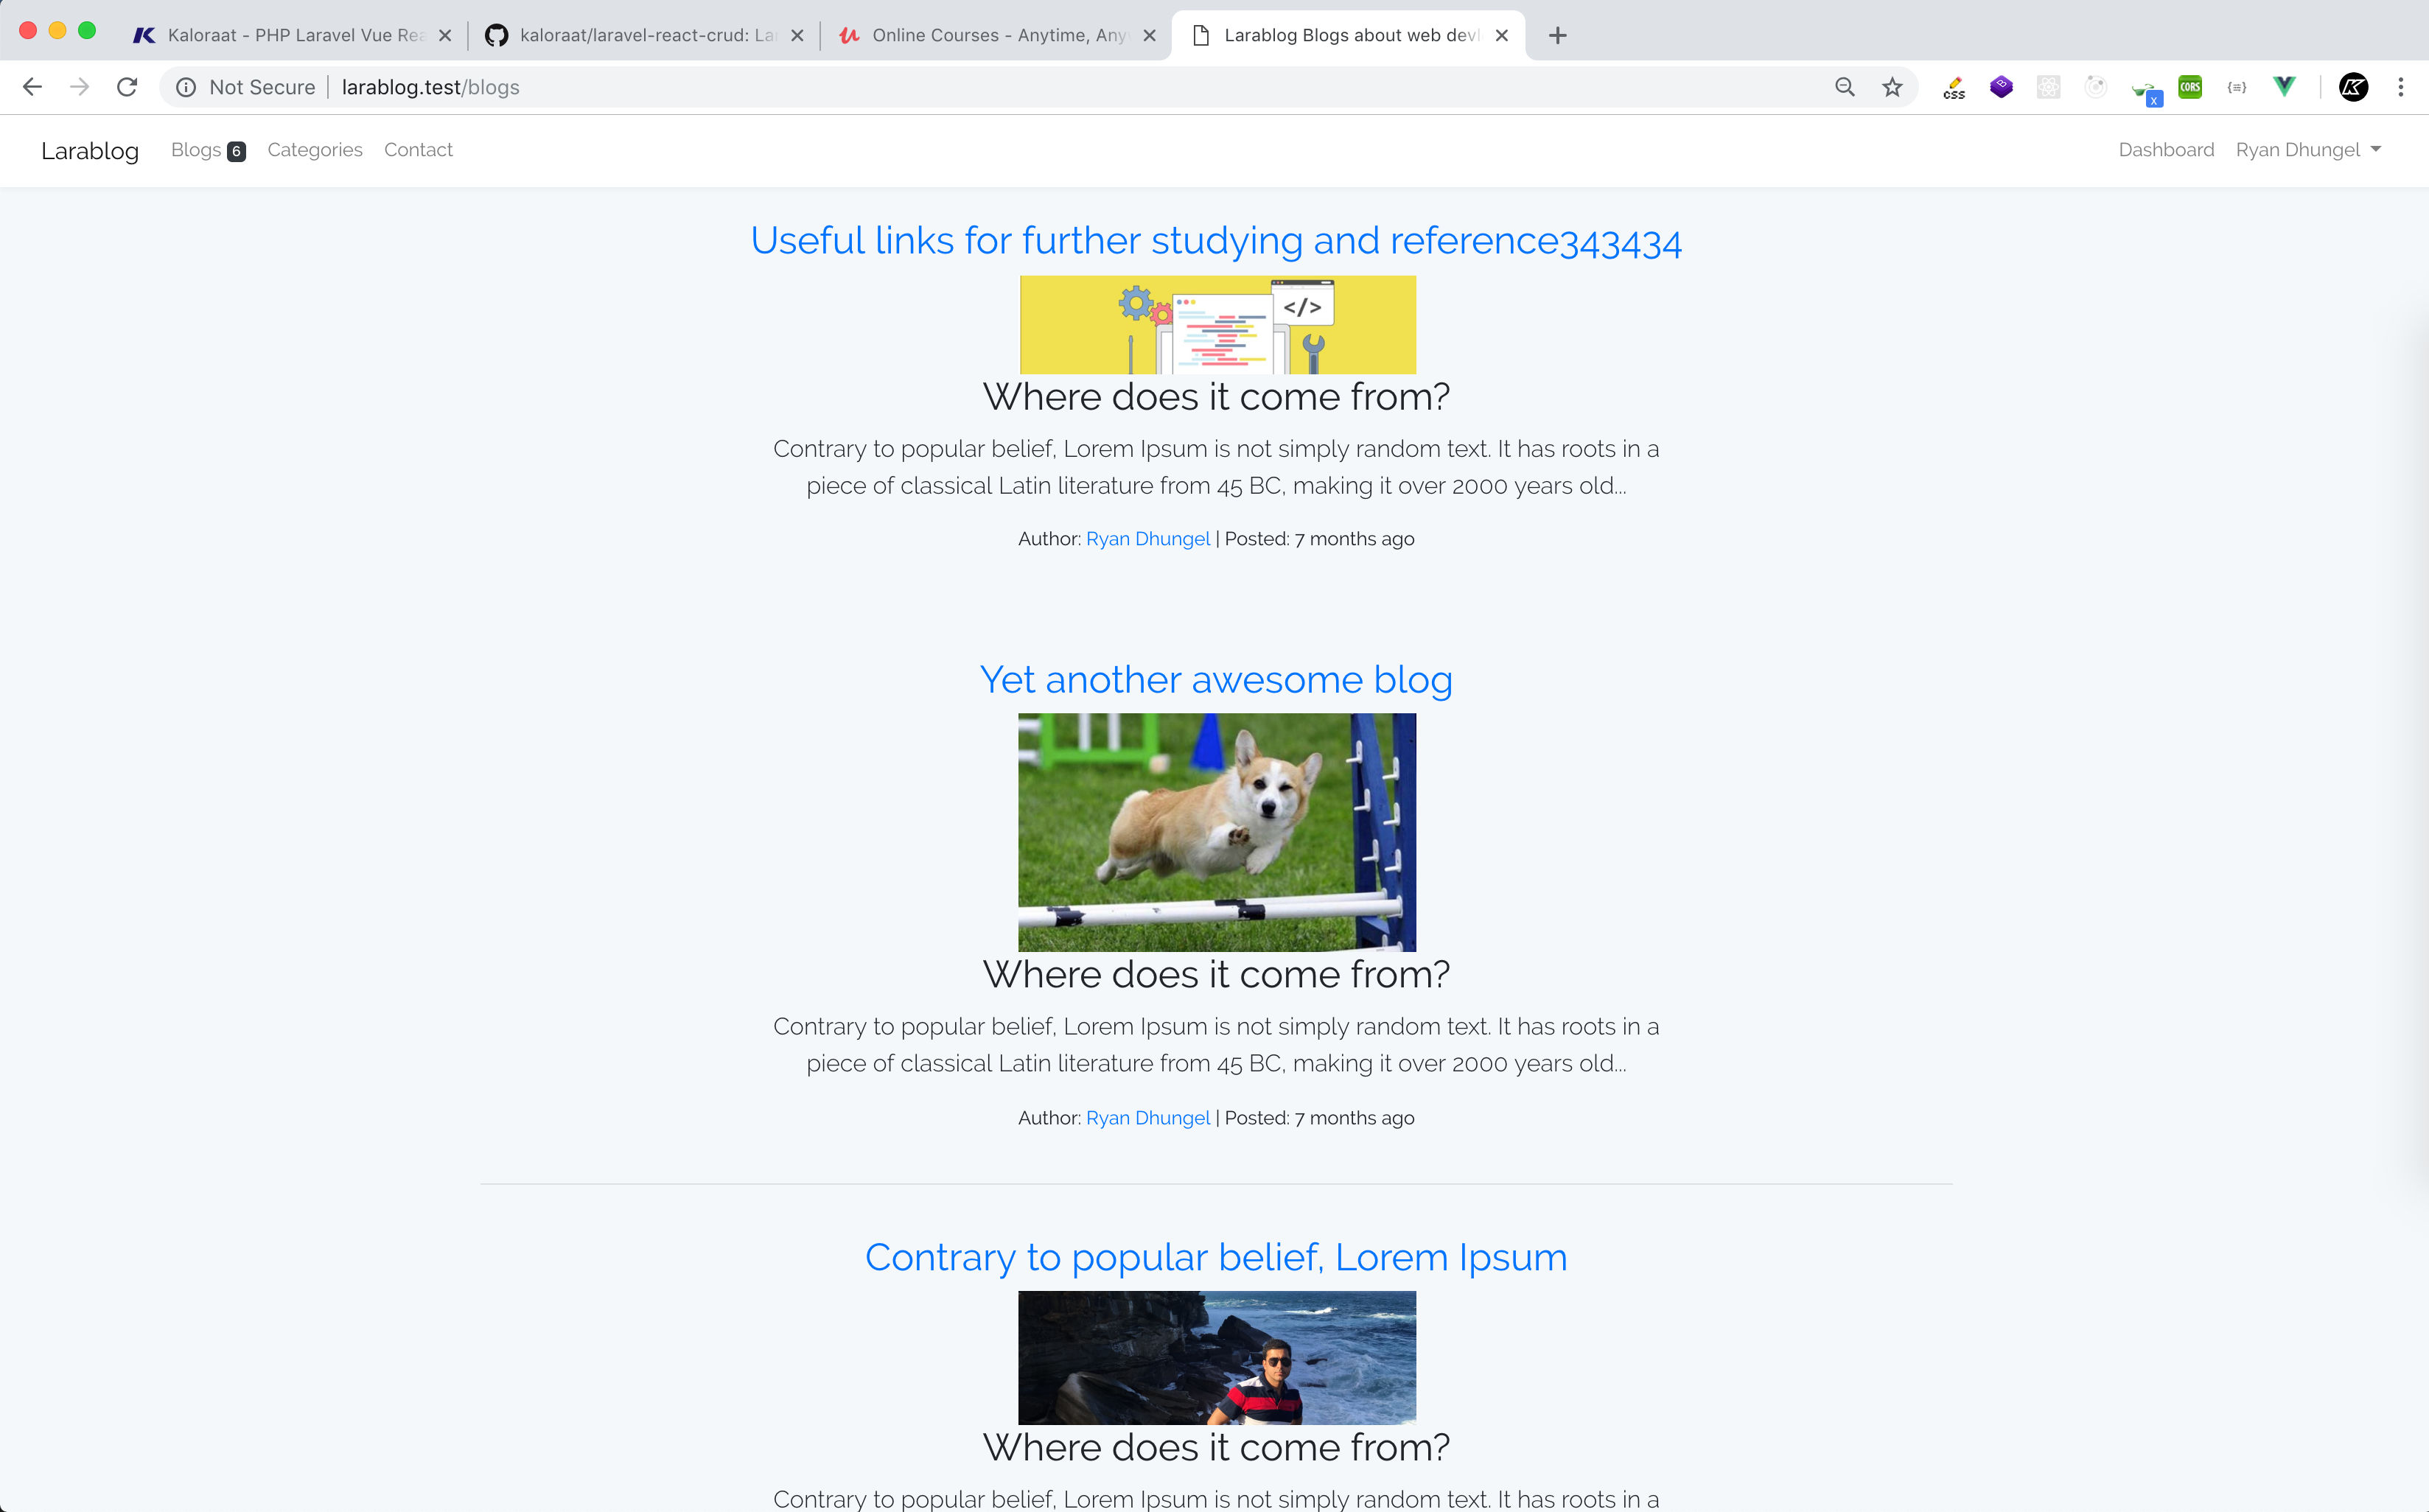 Kaloraat - PHP Laravel Vue Rea
kaloraat/laravel-react-crud: La
Online Courses - Anytime, Any
Larablog Blogs about web devl
Not Secure | larablog.test/blogs
css
x
CORS
{≡}
Larablog Blogs 6 Categories Contact Dashboard Ryan Dhungel
Useful links for further studying and reference343434
</>
Where does it come from?
Contrary to popular belief, Lorem Ipsum is not simply random text. It has roots in a
piece of classical Latin literature from 45 BC, making it over 2000 years old...
Author: Ryan Dhungel | Posted: 7 months ago
Yet another awesome blog
Where does it come from?
Contrary to popular belief, Lorem Ipsum is not simply random text. It has roots in a
piece of classical Latin literature from 45 BC, making it over 2000 years old...
Author: Ryan Dhungel | Posted: 7 months ago
Contrary to popular belief, Lorem Ipsum
Where does it come from?
Contrary to popular belief, Lorem Ipsum is not simply random text. It has roots in a